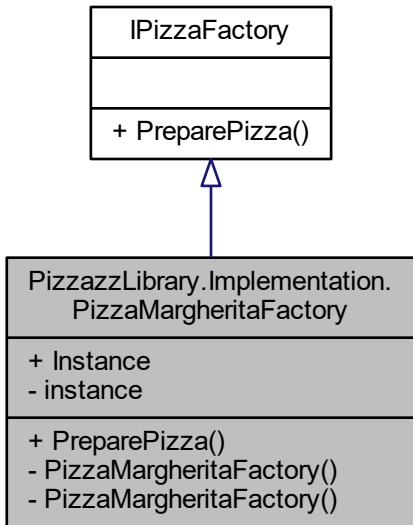 IPizzaFactory
+ PreparePizza()
PizzazzLibrary.Implementation.
PizzaMargheritaFactory
+ Instance
- instance
+ PreparePizza()
- PizzaMargheritaFactory()
- PizzaMargheritaFactory()